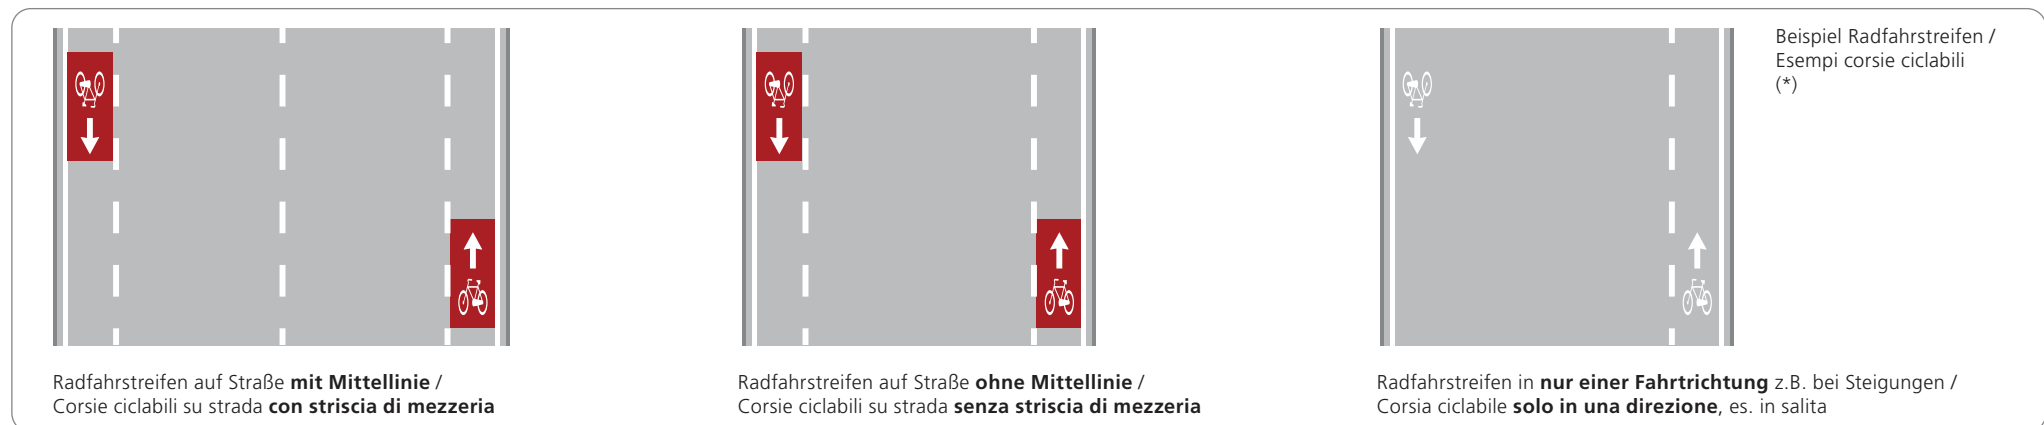 Beispiel Radfahrstreifen /
Esempi corsie ciclabili
(*)
Radfahrstreifen auf Straße mit Mittellinie /
Corsie ciclabili su strada con striscia di mezzeria
Radfahrstreifen auf Straße ohne Mittellinie /
Corsie ciclabili su strada senza striscia di mezzeria
Radfahrstreifen in nur einer Fahrtrichtung z.B. bei Steigungen /
Corsia ciclabile solo in una direzione, es. in salita